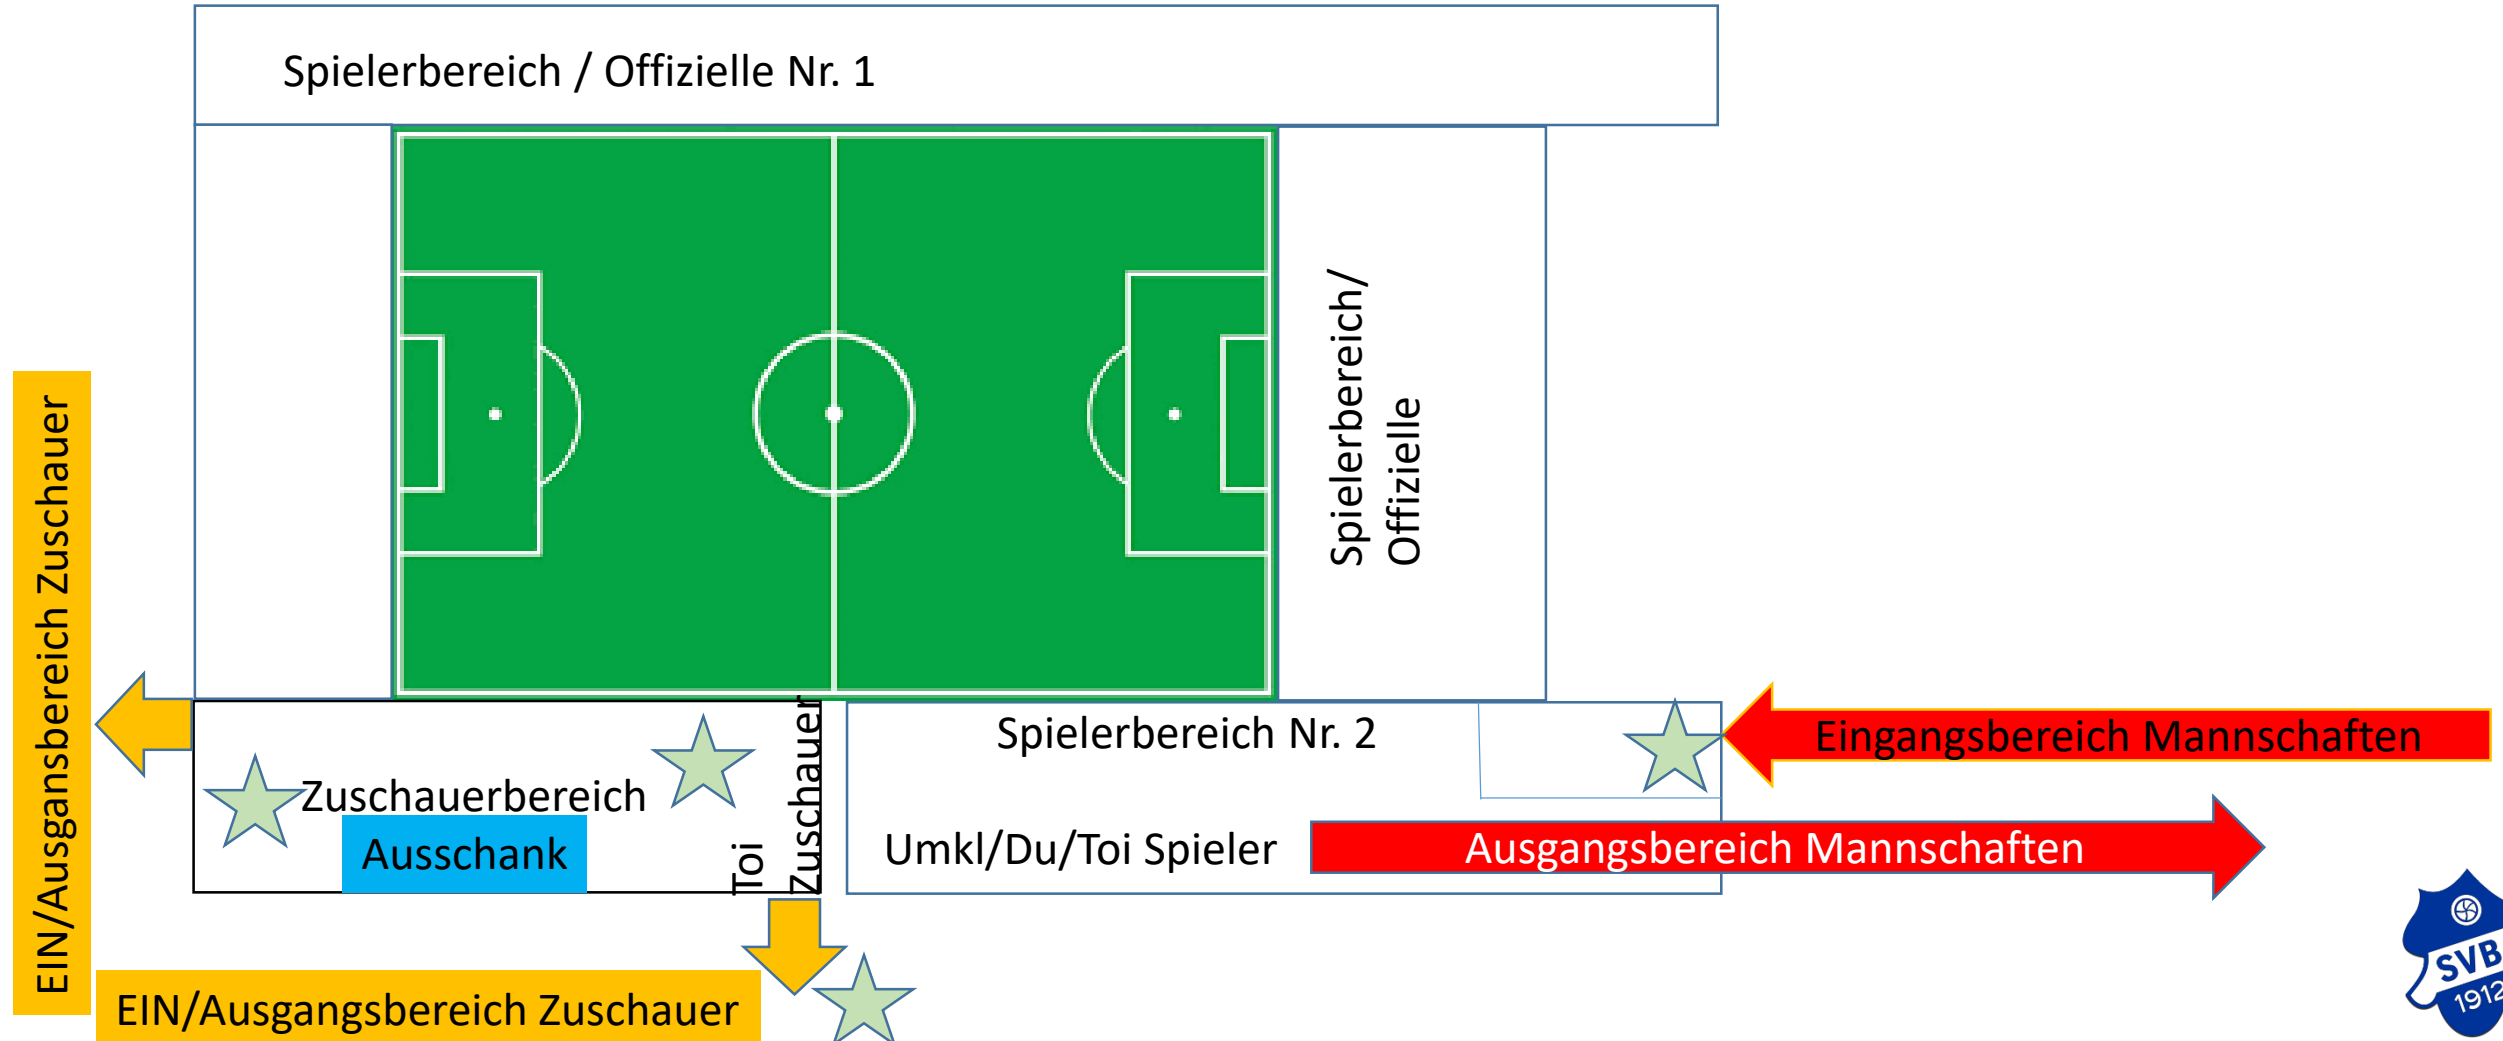 Spielerbereich / Offizielle Nr. 1
Spielerbereich/
Offizielle
EIN/Ausgansbereich Zuschauer
Spielerbereich Nr. 2
Eingangsbereich Mannschaften
Zuschauerbereich
Ausschank
Toi
Zuschauer
Umkl/Du/Toi Spieler
Ausgangsbereich Mannschaften
EIN/Ausgangsbereich Zuschauer
SVB
1912